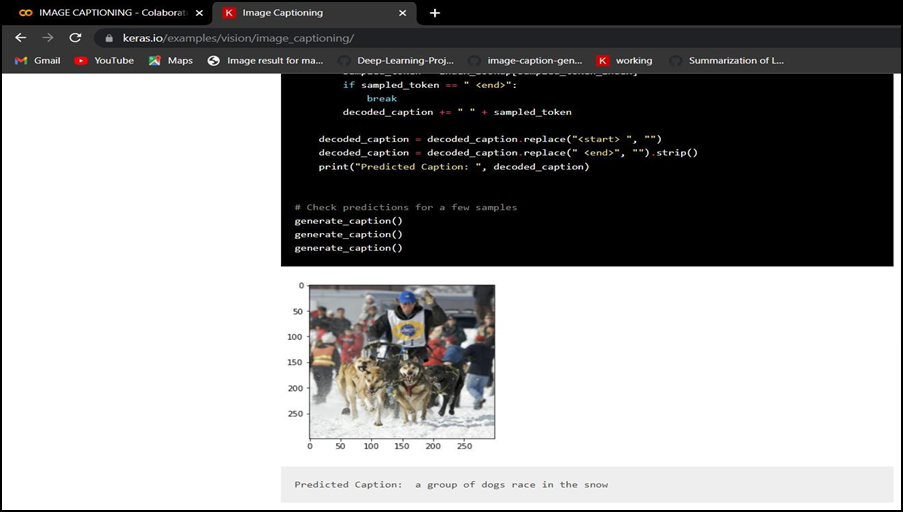 IMAGE CAPTIONING - Colaborat
Image Captioning
keras.io/examples/vision/image_captioning/
Gmail
YouTube
Maps
Image result for ma...
Deep-Learning-Proj...
image-caption-gen...
working
Summarization of L...
if sampled_token == " <end>":
break
decoded_caption += " " + sampled_token
decoded_caption = decoded_caption.replace("<start> ", "")
decoded_caption = decoded_caption.replace(" <end>", "").strip()
print("Predicted Caption: ", decoded_caption)
# Check predictions for a few samples
generate_caption()
generate_caption()
generate_caption()
0
50
100
150
200
250
0 50 100 150 200 250
Predicted Caption:  a group of dogs race in the snow